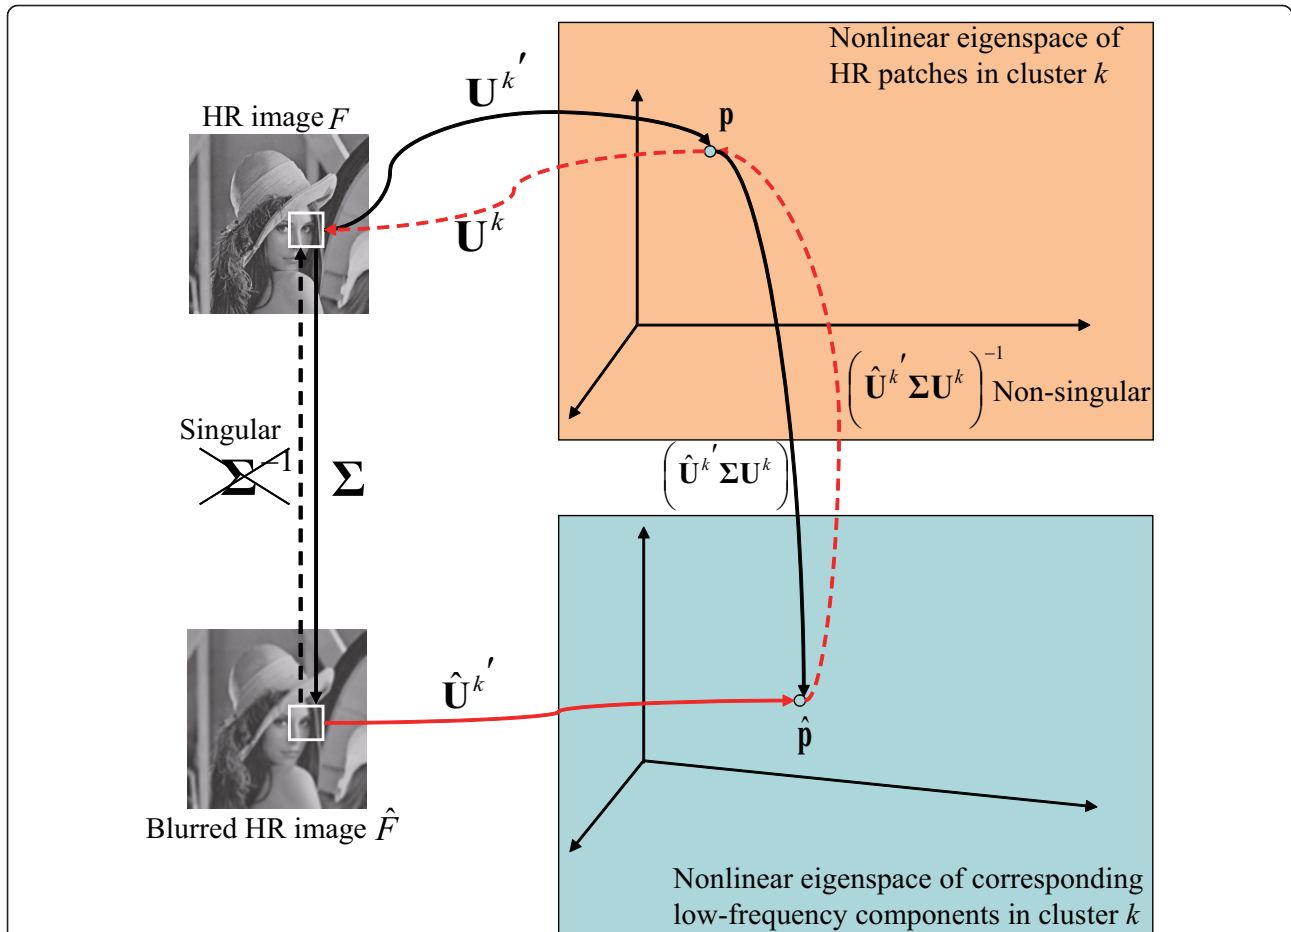 Nonlinear eigenspace of
HR patches in cluster k
U^k′
HR image F
p
U^k
(Û^k′ ΣU^k)^−1 Non-singular
Singular
Σ^−1
Σ
(Û^k′ ΣU^k)
Û^k′
p̂
Blurred HR image F̂
Nonlinear eigenspace of corresponding
low-frequency components in cluster k